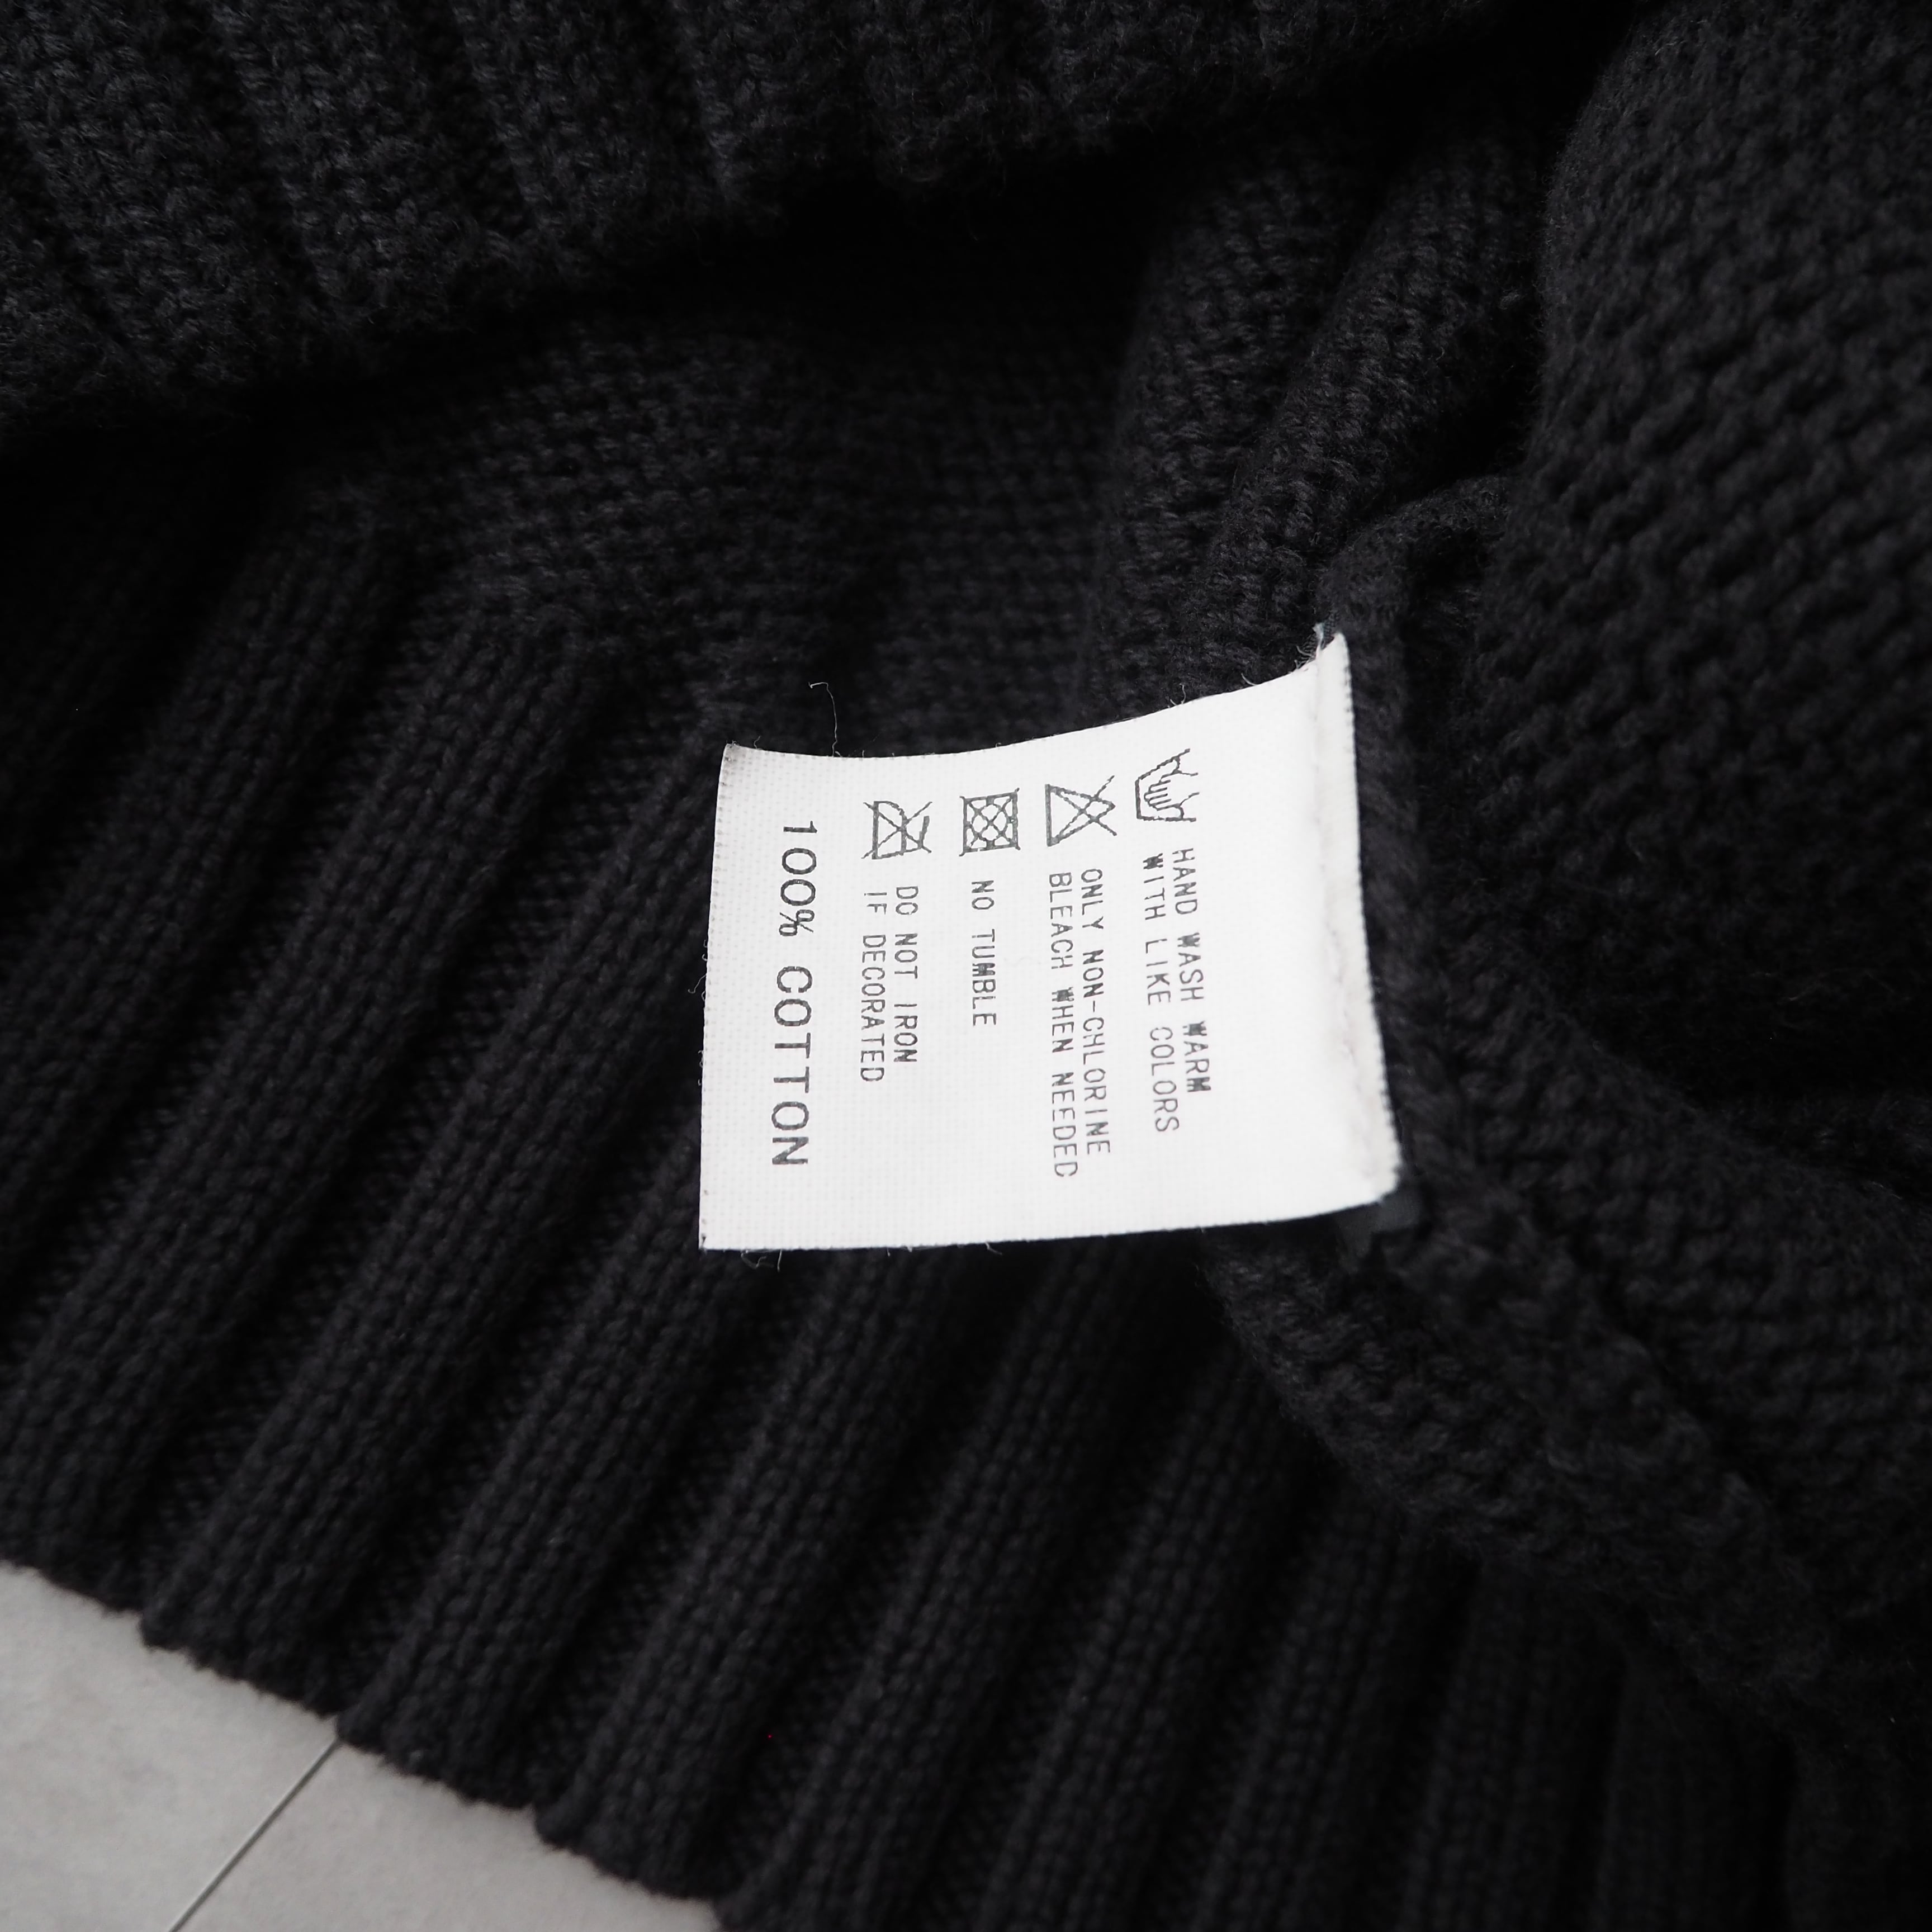 HAND WASH WARM
WITH LIKE COLORS
ONLY NON-CHLORINE
BLEACH WHEN NEEDED
NO TUMBLE
DO NOT IRON
IF DECORATED
100% COTTON